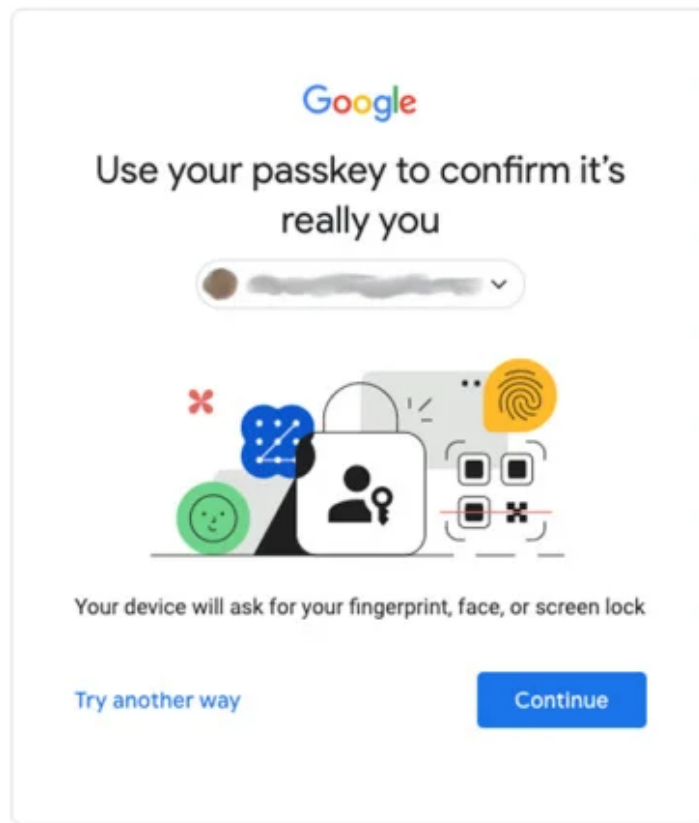 Google
Use your passkey to confirm it's
really you
Your device will ask for your fingerprint, face, or screen lock
Try another way
Continue